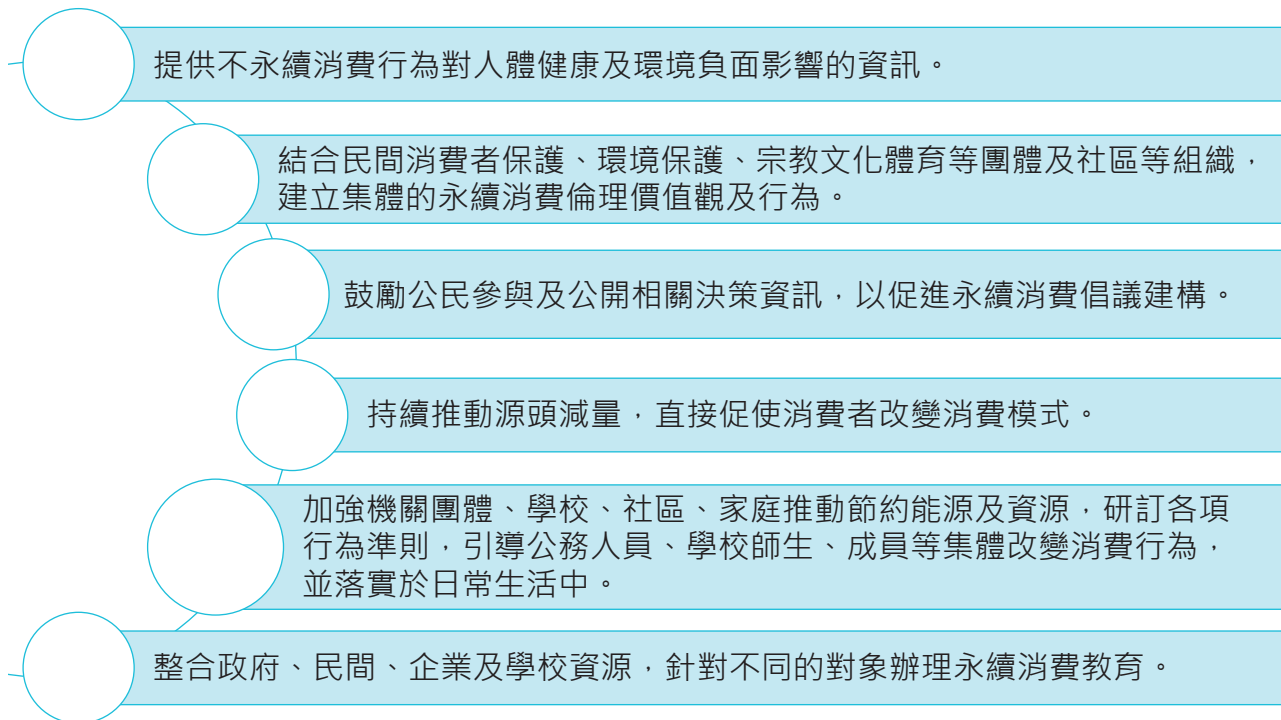 提供不永續消費行為對人體健康及環境負面影響的資訊。
結合民間消費者保護、環境保護、宗教文化體育等團體及社區等組織，
建立集體的永續消費倫理價值觀及行為。
鼓勵公民參與及公開相關決策資訊，以促進永續消費倡議建構。
持續推動源頭減量，直接促使消費者改變消費模式。
加強機關團體、學校、社區、家庭推動節約能源及資源，研訂各項
行為準則，引導公務人員、學校師生、成員等集體改變消費行為，
並落實於日常生活中。
整合政府、民間、企業及學校資源，針對不同的對象辦理永續消費教育。